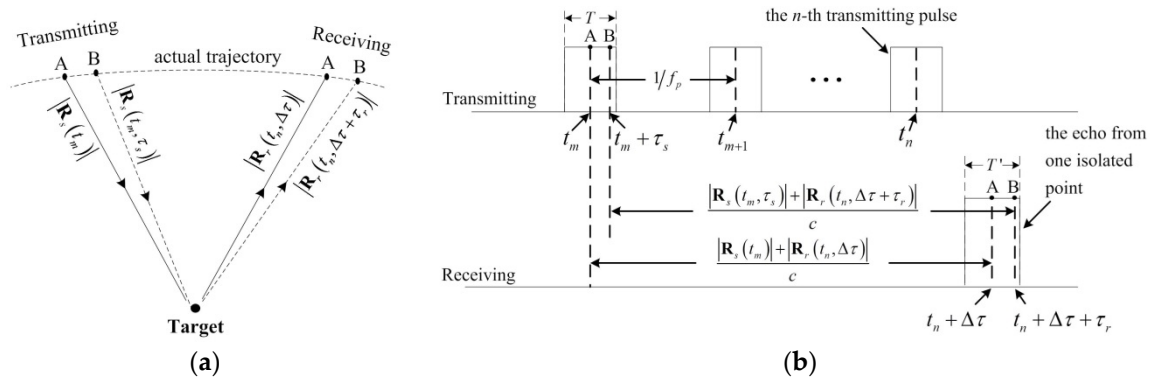 Transmitting
Receiving
A
B
actual trajectory
A
B
|R_s(t_m)|
|R_s(t_m, τ_s)|
|R_r(t_n, Δτ)|
|R_r(t_n, Δτ + τ_r)|
Target
(a)
T
A B
the n-th transmitting pulse
1/f_p
•••
Transmitting
t_m
t_m + τ_s
t_{m+1}
t_n
the echo from
one isolated
point
T'
A B
|R_s(t_m, τ_s)| + |R_r(t_n, Δτ + τ_r)|
c
|R_s(t_m)| + |R_r(t_n, Δτ)|
c
Receiving
t_n + Δτ
t_n + Δτ + τ_r
(b)